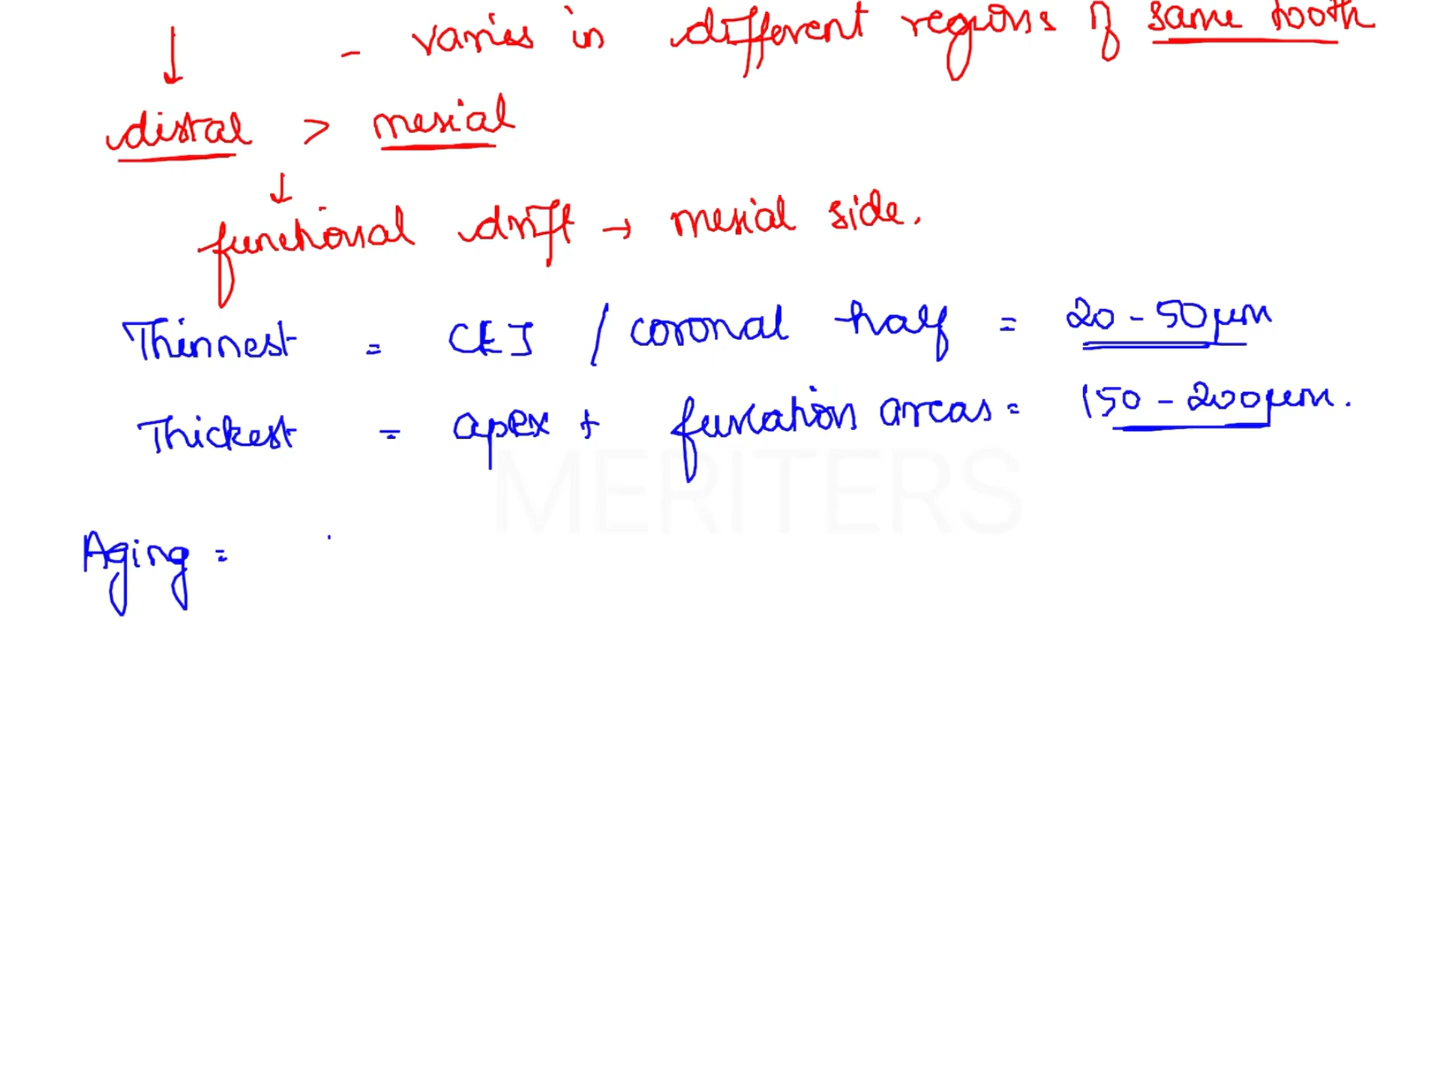 ↓ - varies in different regions of same tooth
distal > mesial
↓
functional drift → mesial side.
Thinnest = CEJ / coronal half = 20-50μm
Thickest = apex + furcation areas = 150-200μm.
MERITERS
Aging =